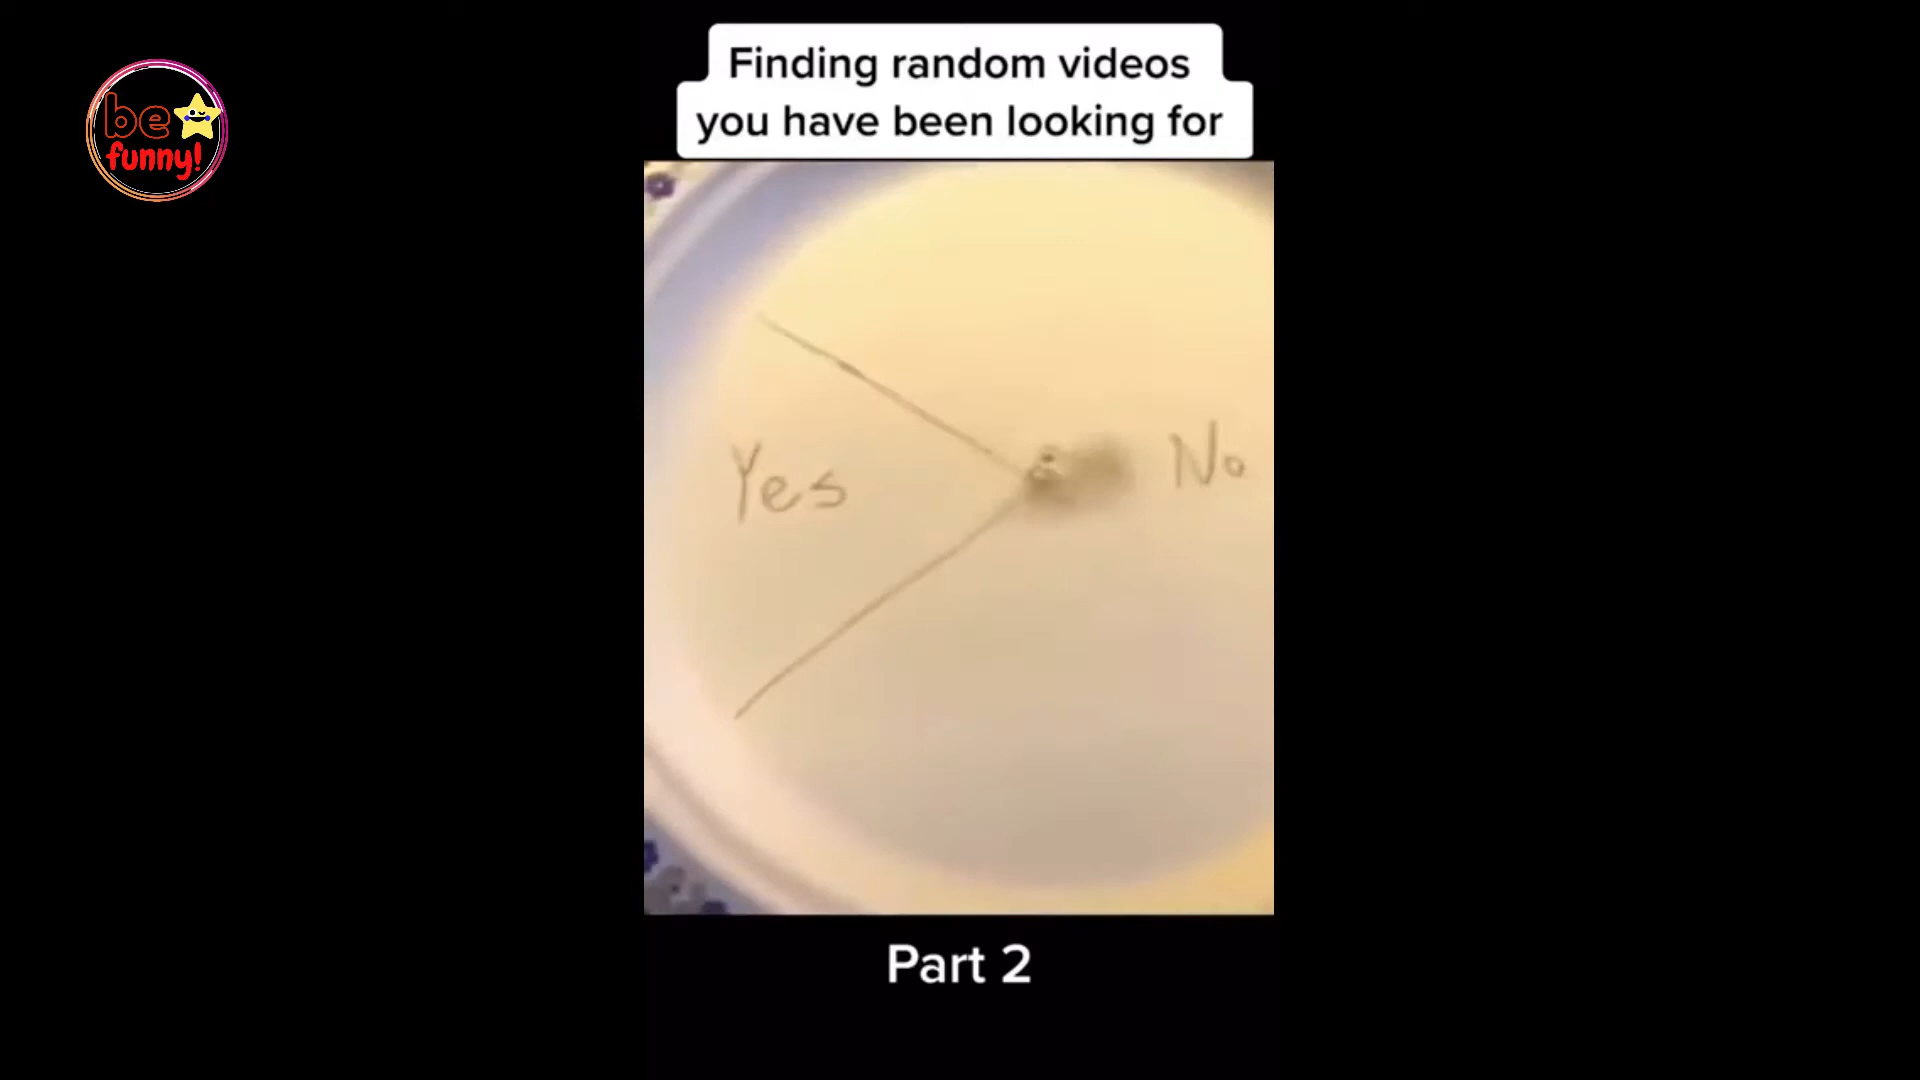 be
funny!
Finding random videos
you have been looking for
Yes
No
Part 2